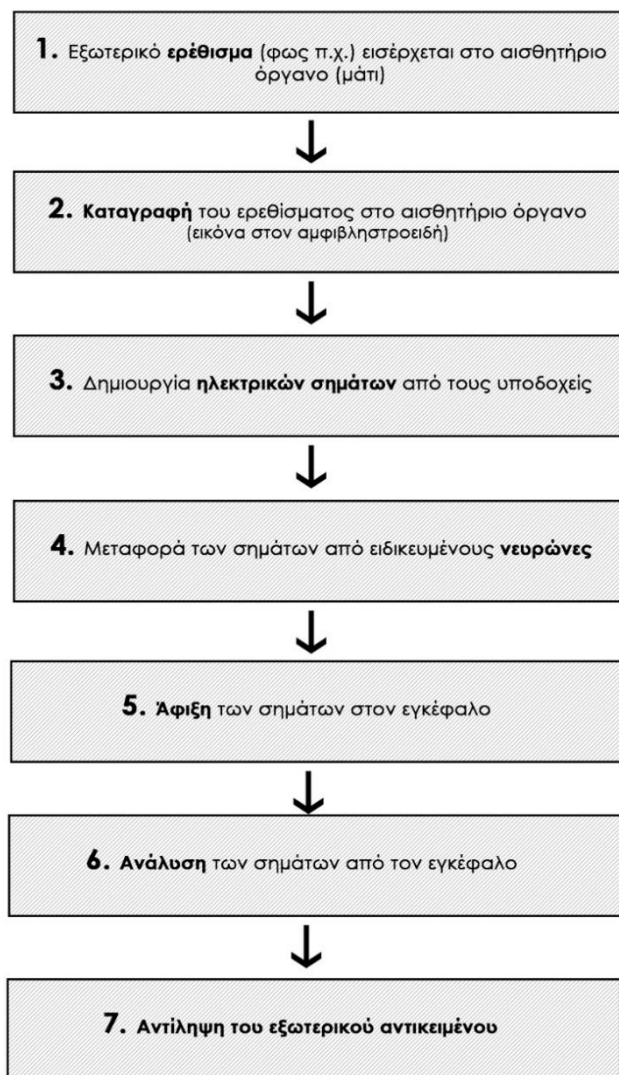 1. Εξωτερικό ερέθισμα (φως π.χ.) εισέρχεται στο αισθητήριο
όργανο (μάτι)
2. Καταγραφή του ερεθίσματος στο αισθητήριο όργανο
(εικόνα στον αμφιβληστροειδή)
3. Δημιουργία ηλεκτρικών σημάτων από τους υποδοχείς
4. Μεταφορά των σημάτων από ειδικευμένους νευρώνες
5. Άφιξη των σημάτων στον εγκέφαλο
6. Ανάλυση των σημάτων από τον εγκέφαλο
7. Αντίληψη του εξωτερικού αντικειμένου